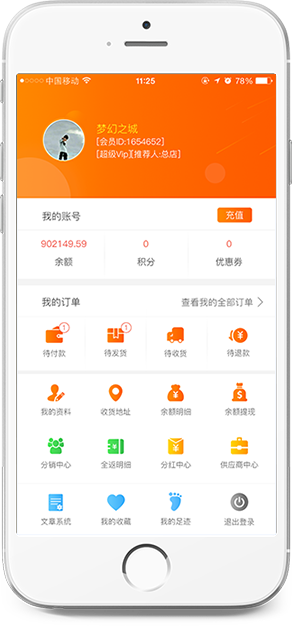 中国移动 11:25 78%
梦幻之城
[会员ID:1654652]
[超级Vip][推荐人:总店]
我的账号 充值
902149.59 0 0
余额 积分 优惠券
我的订单 查看我的全部订单
1 1
待付款 待发货 待收货 待退款
我的资料 收货地址 余额明细 余额提现
分销中心 全返明细 分红中心 供应商中心
文章系统 我的收藏 我的足迹 退出登录